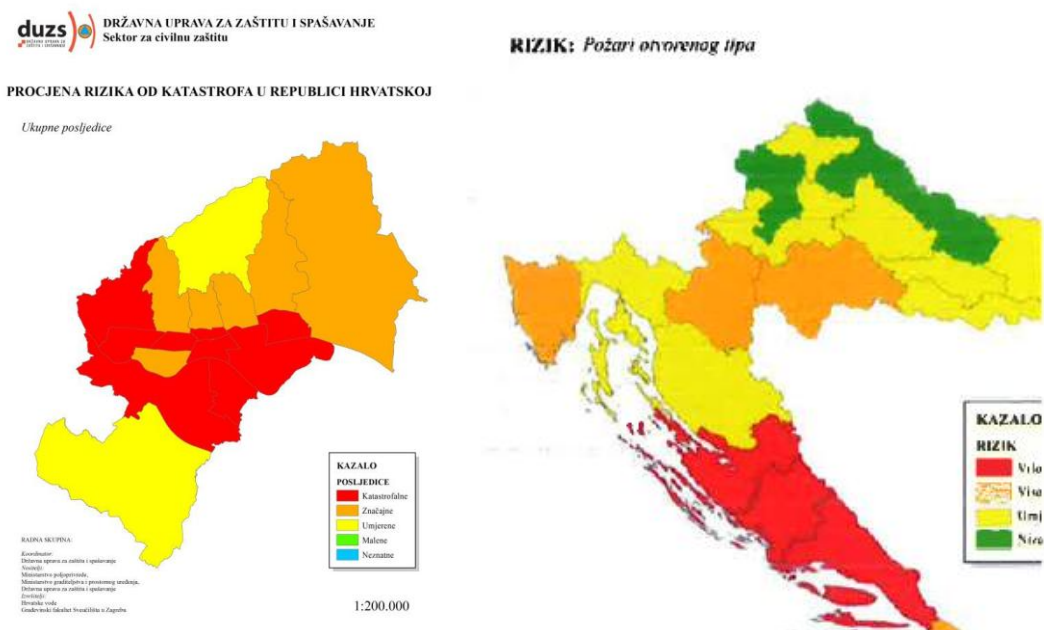 duzs
DRŽAVNA UPRAVA ZA ZAŠTITU I SPAŠAVANJE
Sektor za civilnu zaštitu
PROCJENA RIZIKA OD KATASTROFA U REPUBLICI HRVATSKOJ
Ukupne posljedice
KAZALO
POSLJEDICE
Katastrofalne
Značajne
Umjerene
Malene
Neznatne
RADNA SKUPINA:
Koordinator:
Državna uprava za zaštitu i spašavanje
Nositelji:
Ministarstvo poljoprivrede,
Ministarstvo graditeljstva i prostornog uređenja,
Državna uprava za zaštitu i spašavanje
Izvršitelji:
Hrvatske vode
Građevinski fakultet Sveučilišta u Zagrebu
1:200.000
RIZIK: Požari otvorenog tipa
KAZALO
RIZIK